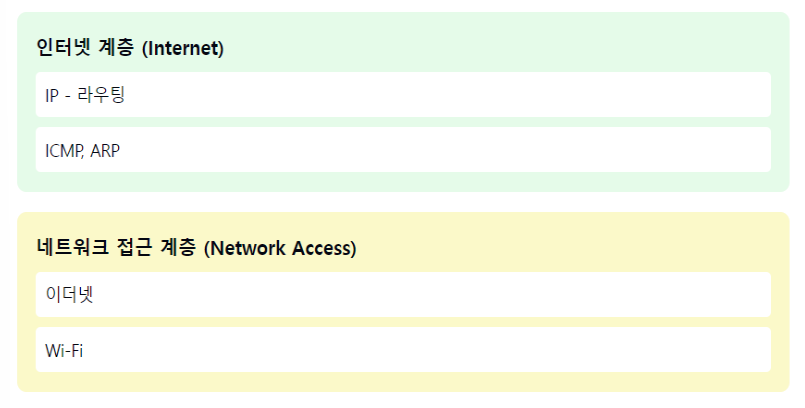 인터넷 계층 (Internet)
IP - 라우팅
ICMP, ARP
네트워크 접근 계층 (Network Access)
이더넷
Wi-Fi